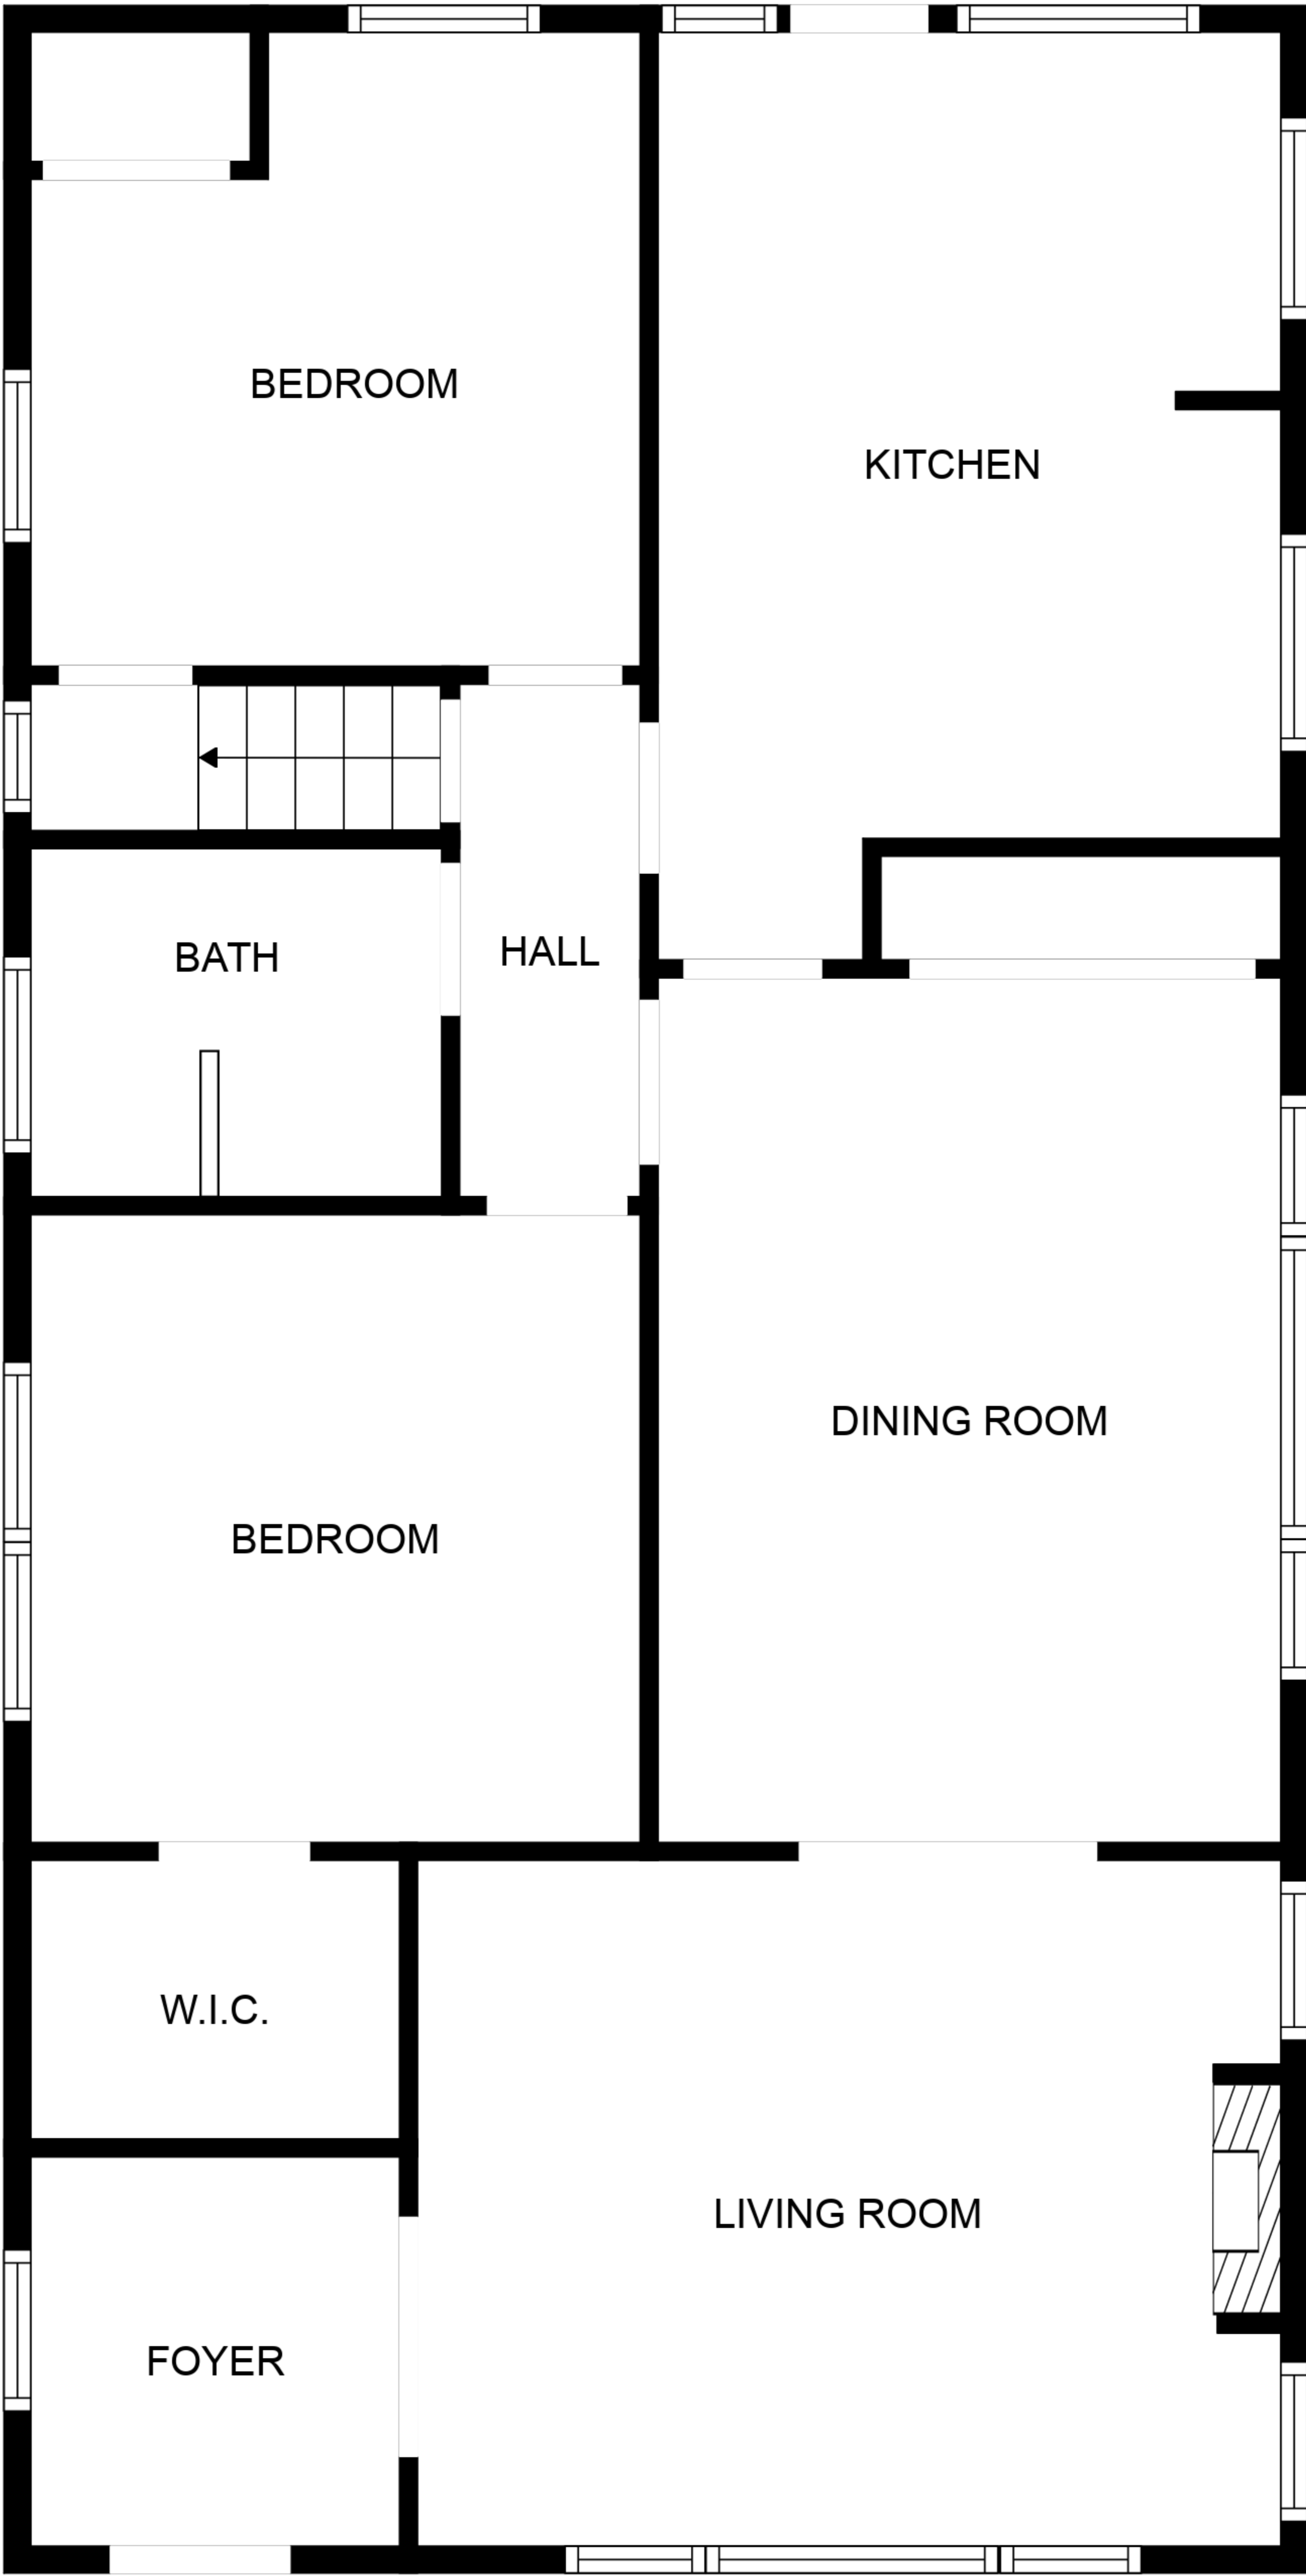 BEDROOM
KITCHEN
BATH
HALL
DINING ROOM
BEDROOM
W.I.C.
LIVING ROOM
FOYER